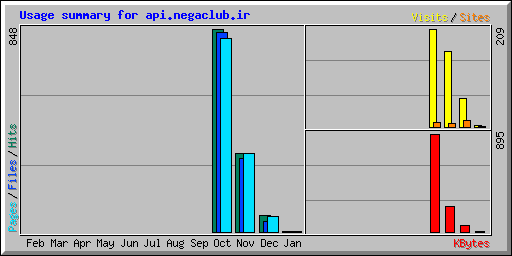 Usage summary for api.negaclub.ir
Visits/Sites
848
209
Pages/Files/Hits
895
Feb Mar Apr May Jun Jul Aug Sep Oct Nov Dec Jan
KBytes